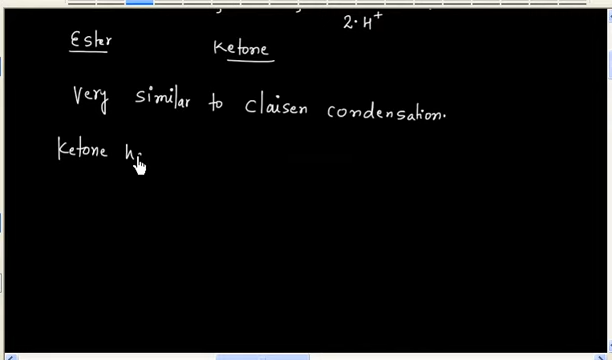 2. H+
Ester Ketone
Very similar to claisen condensation.
Ketone h